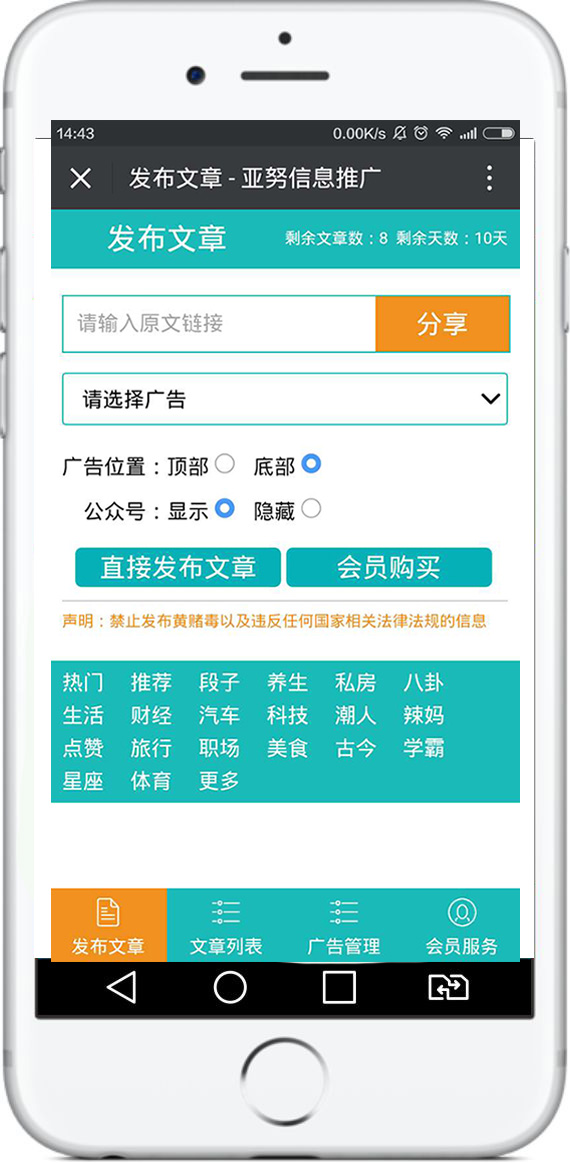 14:43 0.00K/s
发布文章 - 亚努信息推广
发布文章 剩余文章数：8 剩余天数：10天
请输入原文链接 分享
请选择广告
广告位置：顶部 底部
公众号：显示 隐藏
直接发布文章 会员购买
声明：禁止发布黄赌毒以及违反任何国家相关法律法规的信息
热门 推荐 段子 养生 私房 八卦
生活 财经 汽车 科技 潮人 辣妈
点赞 旅行 职场 美食 古今 学霸
星座 体育 更多
发布文章 文章列表 广告管理 会员服务